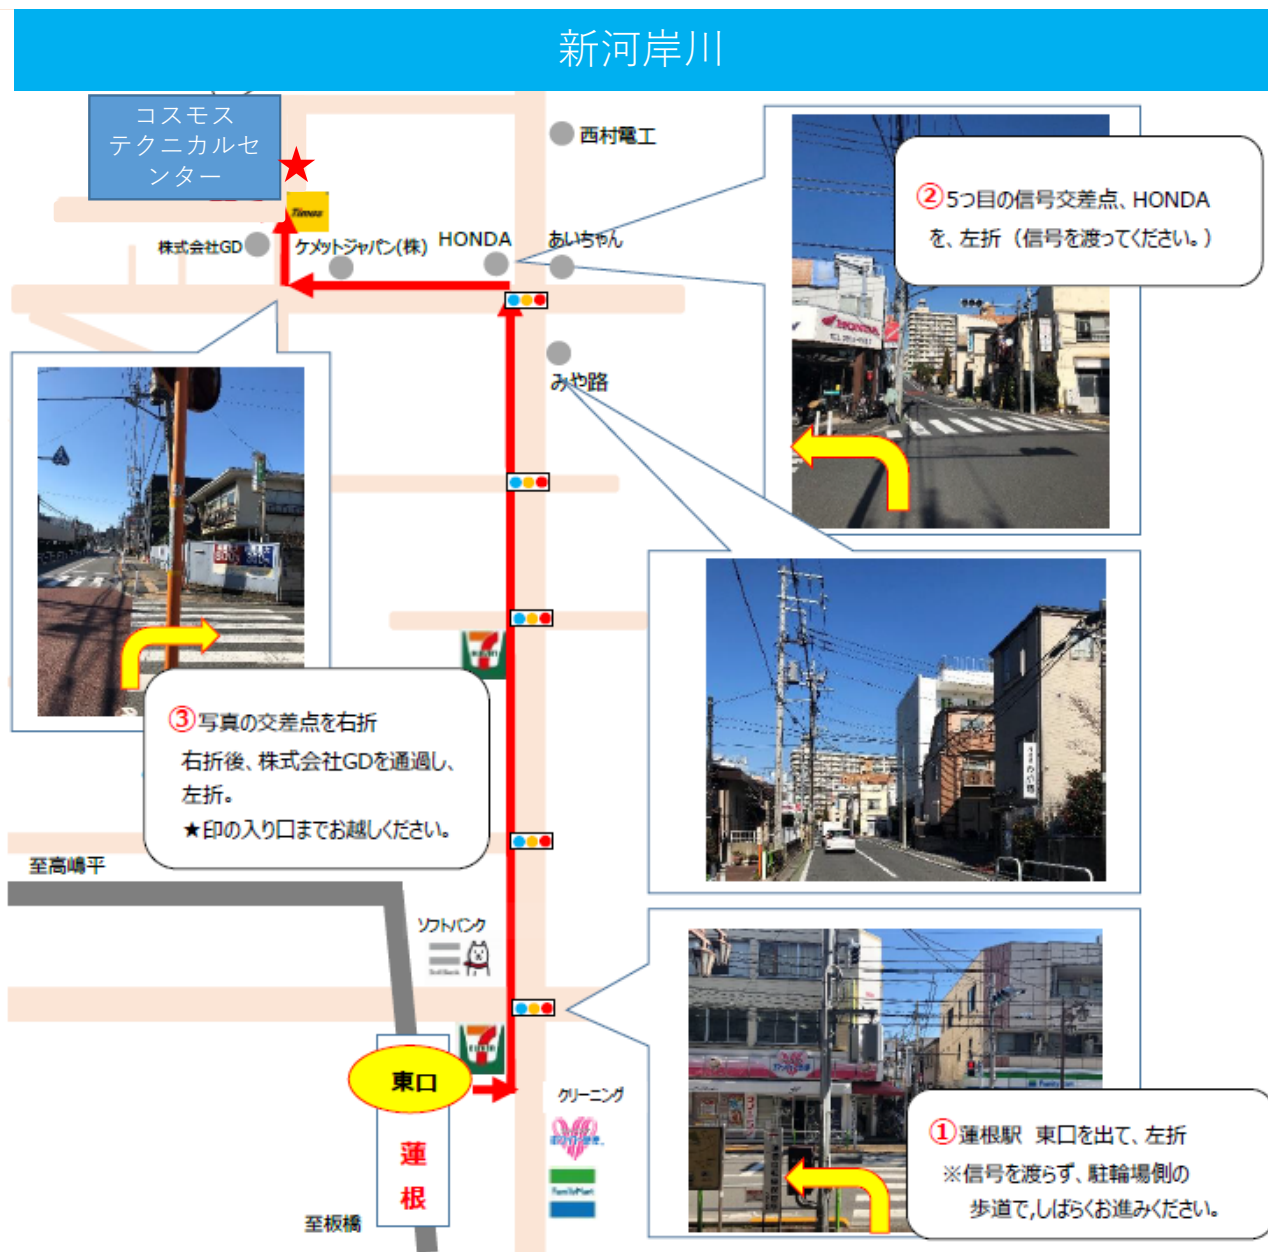 新河岸川
コスモス
テクニカルセ
ンター
西村電工
Times
株式会社GD
ケメットジャパン(株)
HONDA
あいちゃん
②5つ目の信号交差点、HONDA
を、左折（信号を渡ってください。）
HONDA
みや路
③写真の交差点を右折
右折後、株式会社GDを通過し、
左折。
★印の入り口までお越しください。
至高嶋平
ソフトバンク
SoftBank
東口
蓮
根
至板橋
クリーニング
FamilyMart
FamilyMart
①蓮根駅　東口を出て、左折
※信号を渡らず、駐輪場側の
歩道で,しばらくお進みください。